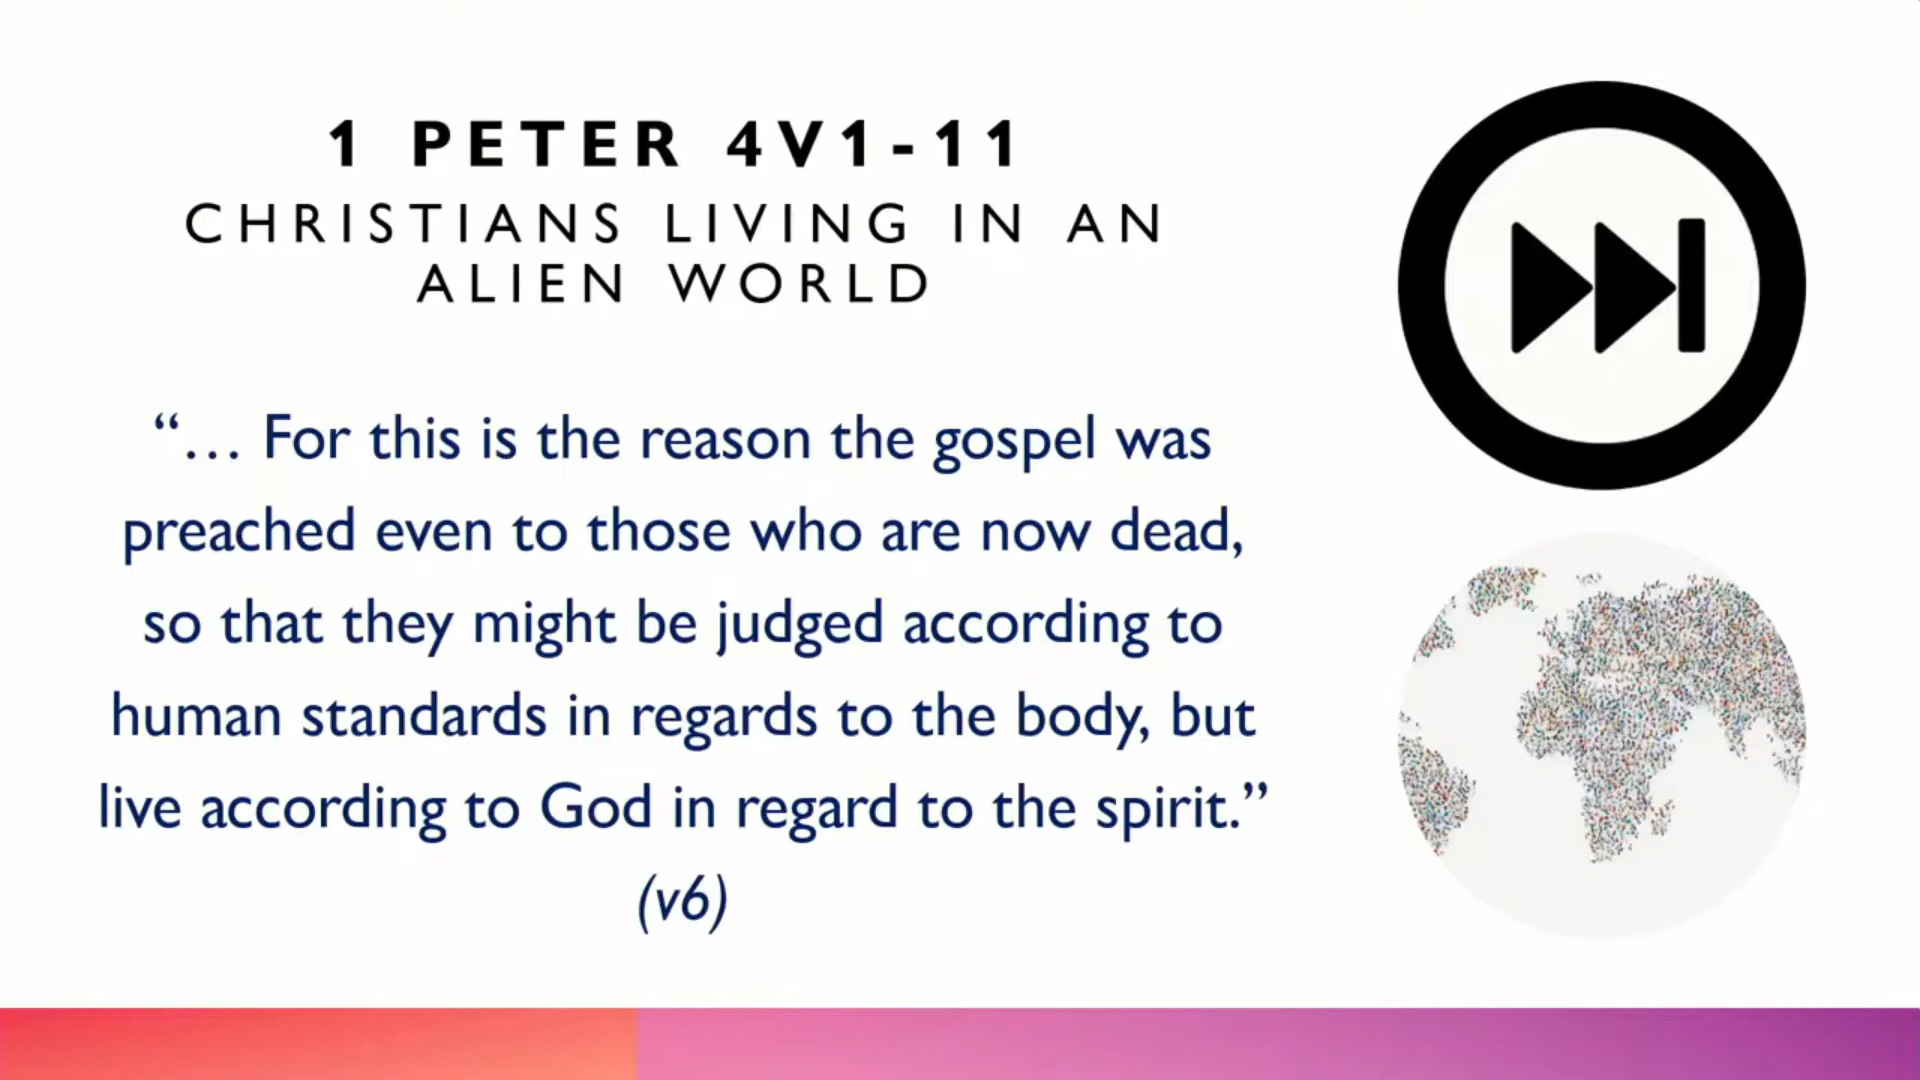 1 PETER 4V1-11
CHRISTIANS LIVING IN AN
ALIEN WORLD
“… For this is the reason the gospel was
preached even to those who are now dead,
so that they might be judged according to
human standards in regards to the body, but
live according to God in regard to the spirit.”
(v6)